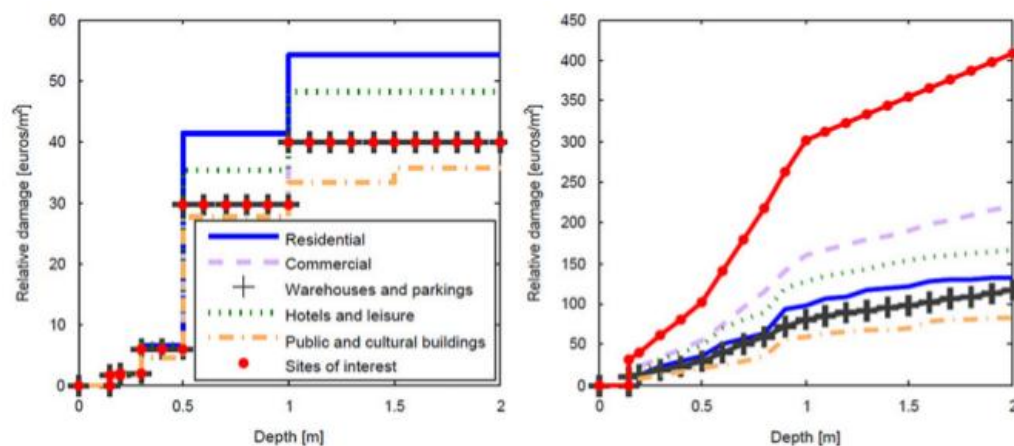 60
50
40
30
20
10
0
Relative damage [euros/m²]
0
0.5
1
1.5
2
Depth [m]
Residential
Commercial
Warehouses and parkings
Hotels and leisure
Public and cultural buildings
Sites of interest
450
400
350
300
250
200
150
100
50
0
Relative damage [euros/m²]
0
0.5
1
1.5
2
Depth [m]